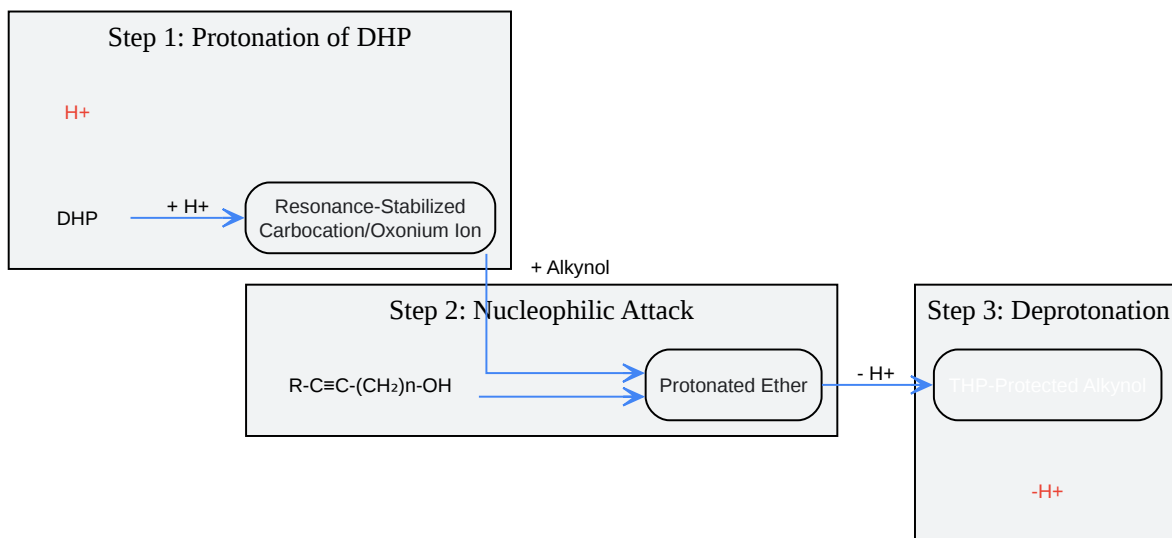 Step 1: Protonation of DHP
H+
DHP
+ H+
Resonance-Stabilized
Carbocation/Oxonium Ion
+ Alkynol
Step 2: Nucleophilic Attack
R-C≡C-(CH₂)n-OH
Protonated Ether
- H+
Step 3: Deprotonation
THP-Protected Alkynol
-H+